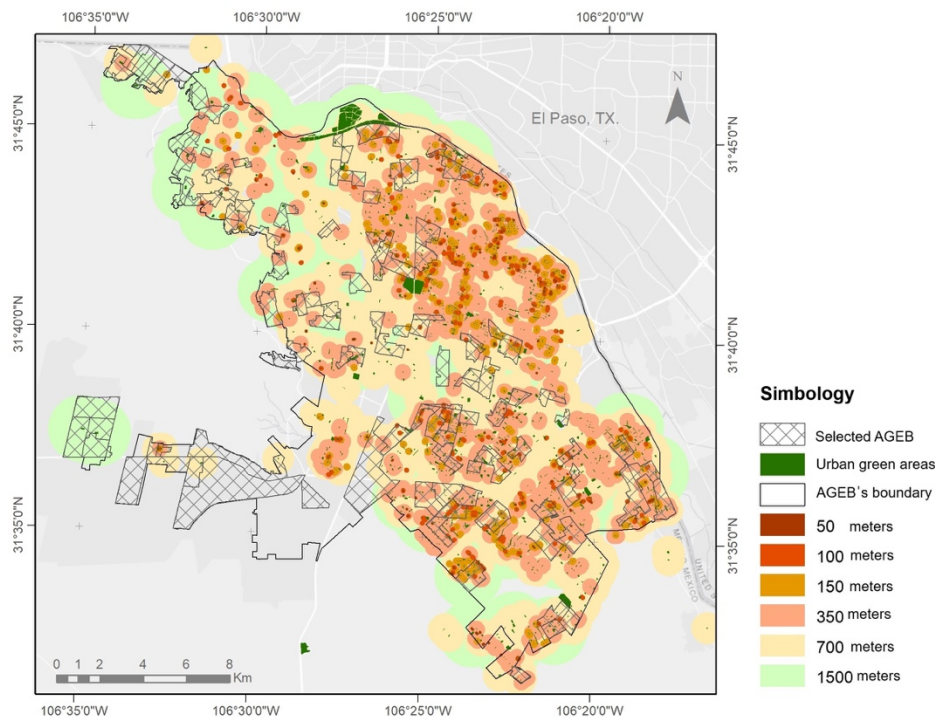 106°35'0"W 106°30'0"W 106°25'0"W 106°20'0"W
N
El Paso, TX.
31°45'0"N
31°45'0"N
31°40'0"N
31°40'0"N
31°35'0"N
31°35'0"N
Simbology
Selected AGEB
Urban green areas
AGEB's boundary
50 meters
100 meters
150 meters
350 meters
700 meters
1500 meters
UNITED
MEXICO
0 1 2 4 6 8
Km
106°35'0"W 106°30'0"W 106°25'0"W 106°20'0"W